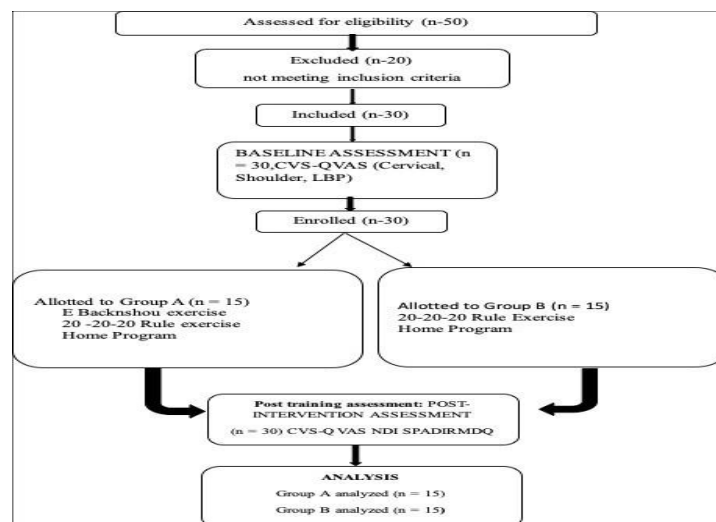 Assessed for eligibility (n-50)
Excluded (n-20)
not meeting inclusion criteria
Included (n-30)
BASELINE ASSESSMENT (n
= 30,CVS-QVAS (Cervical,
Shoulder, LBP)
Enrolled (n-30)
Allotted to Group A (n = 15)
E Backnshou exercise
20 -20-20 Rule exercise
Home Program
Allotted to Group B (n = 15)
20-20-20 Rule Exercise
Home Program
Post training assessment: POST-
INTERVENTION ASSESSMENT
(n = 30) CVS-Q VAS NDI SPADIRMDQ
ANALYSIS
Group A analyzed (n = 15)
Group B analyzed (n = 15)